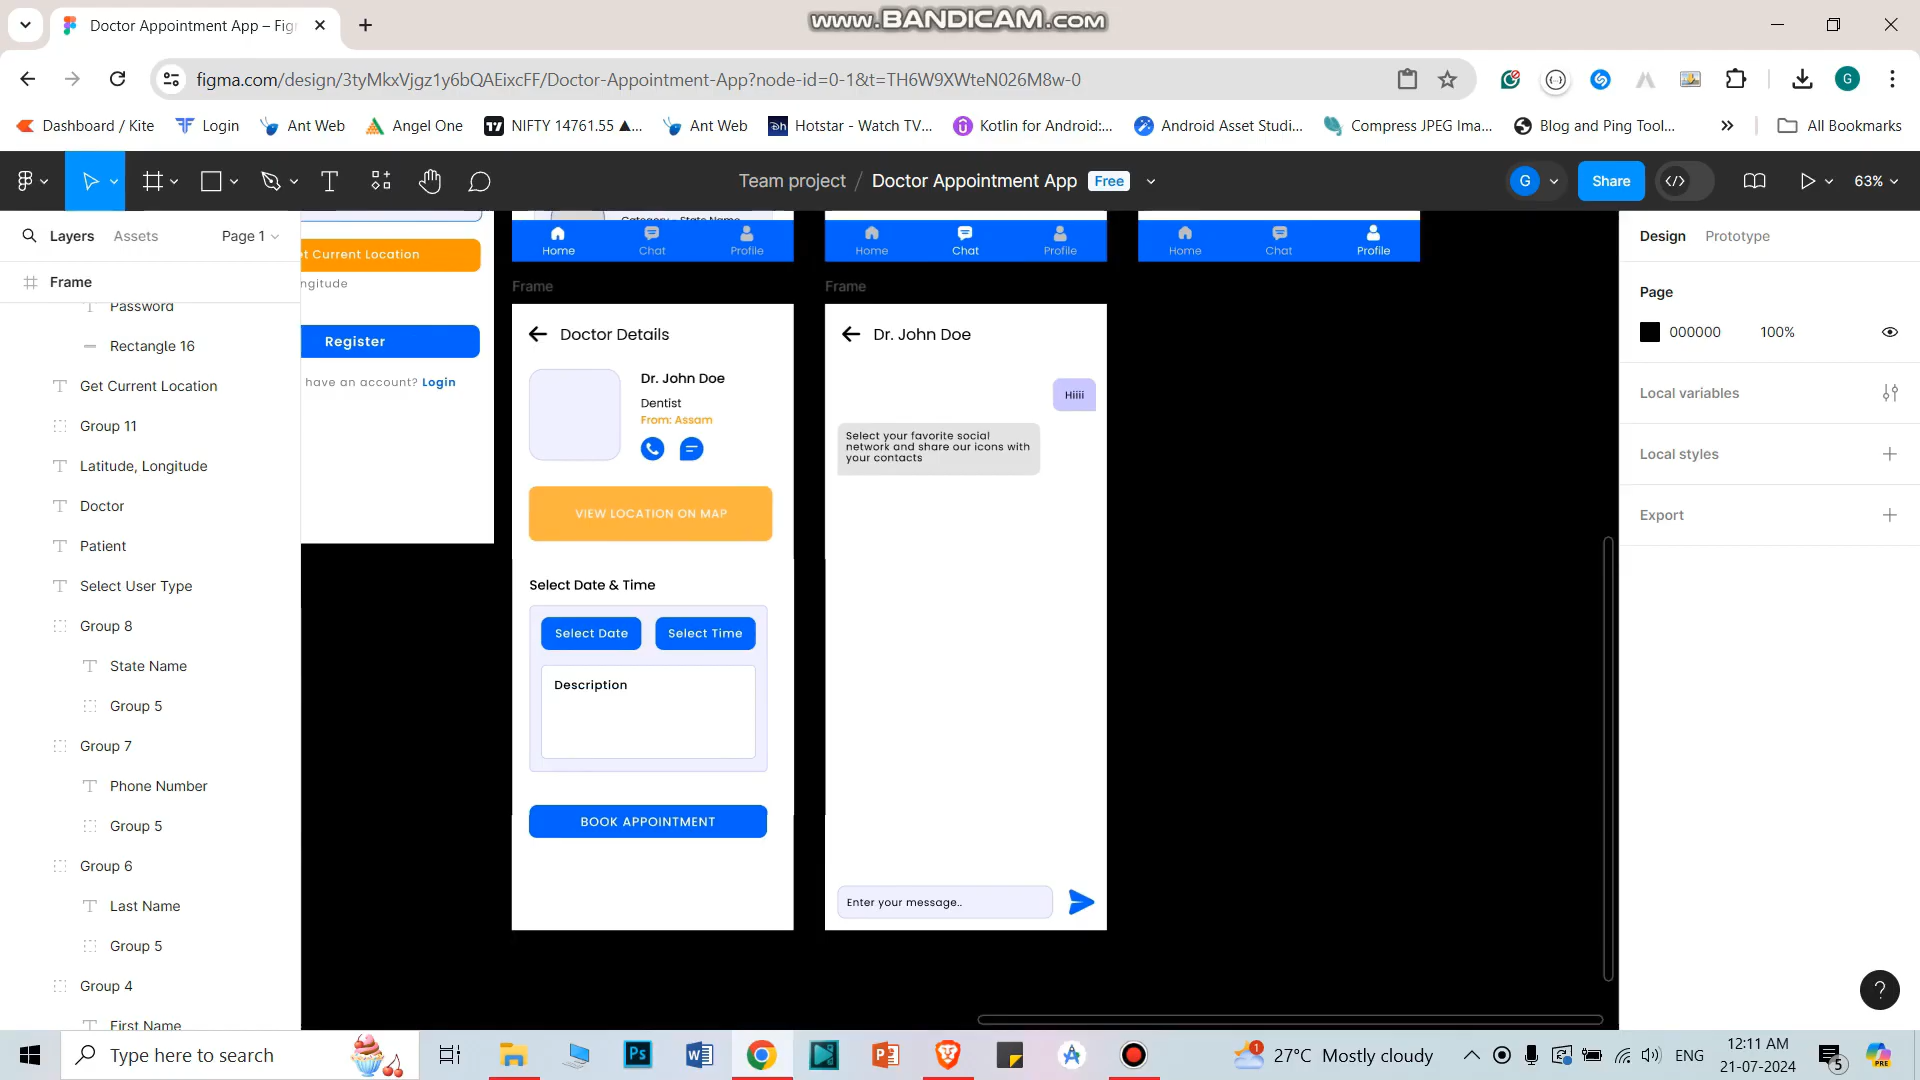 Doctor Appointment App – Fig
www.BANDICAM.com
figma.com/design/3tyMkxVjgz1y6bQAEixcFF/Doctor-Appointment-App?node-id=0-1&t=TH6W9XWteN026M8w-0
G
Dashboard / Kite
Login
Ant Web
Angel One
NIFTY 14761.55 ▲...
Ant Web
Hotstar - Watch TV...
Kotlin for Android:...
Android Asset Studi...
Compress JPEG Ima...
Blog and Ping Tool...
All Bookmarks
Team project / Doctor Appointment App
Free
G
Share
63%
Layers
Assets
Page 1
Frame
Password
Rectangle 16
Get Current Location
Group 11
Latitude, Longitude
Doctor
Patient
Select User Type
Group 8
State Name
Group 5
Group 7
Phone Number
Group 5
Group 6
Last Name
Group 5
Group 4
First Name
t Current Location
ngitude
Register
have an account? Login
Category - State Name
Home
Chat
Profile
Home
Chat
Profile
Home
Chat
Profile
Frame
Doctor Details
Dr. John Doe
Dentist
From: Assam
VIEW LOCATION ON MAP
Select Date & Time
Select Date
Select Time
Description
BOOK APPOINTMENT
Frame
Dr. John Doe
Hiiii
Select your favorite social
network and share our icons with
your contacts
Enter your message..
Design
Prototype
Page
000000
100%
Local variables
Local styles
Export
?
Type here to search
Ps
1
27°C Mostly cloudy
ENG
12:11 AM
21-07-2024
5
PRE